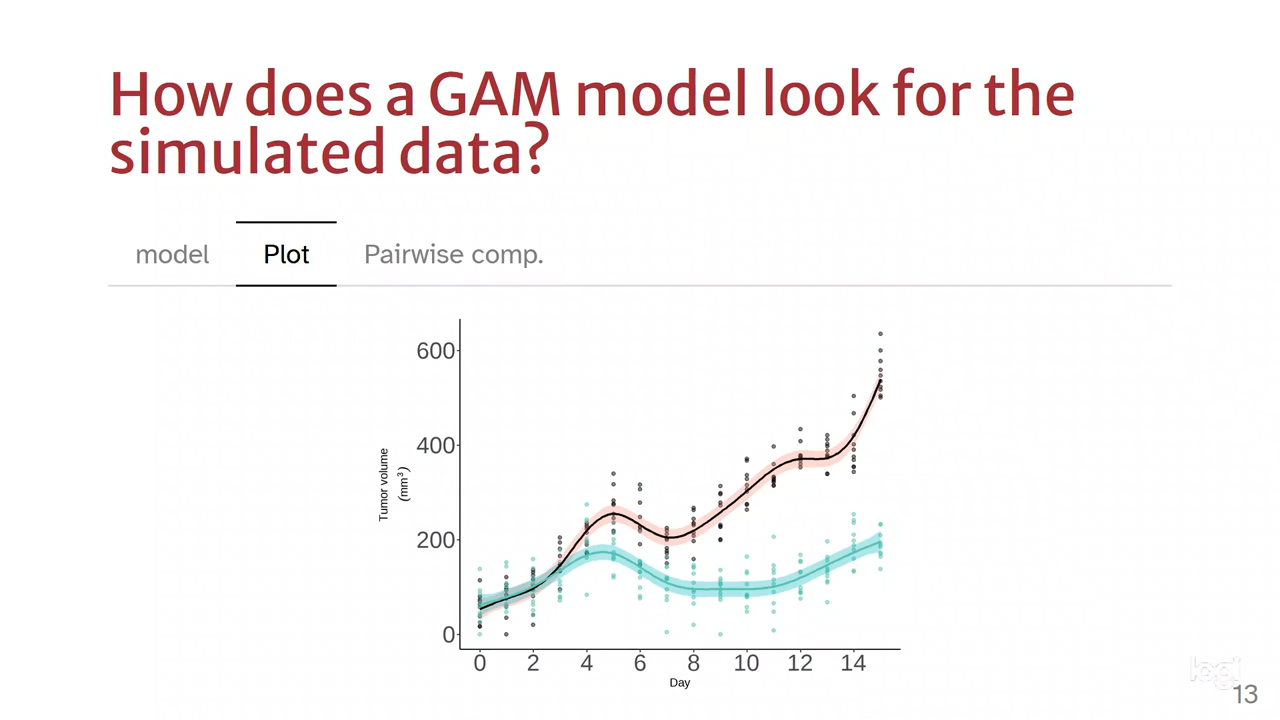 How does a GAM model look for the
simulated data?
model Plot Pairwise comp.
600
400
200
0
Tumor volume
(mm³)
0 2 4 6 8 10 12 14
Day
logi
13